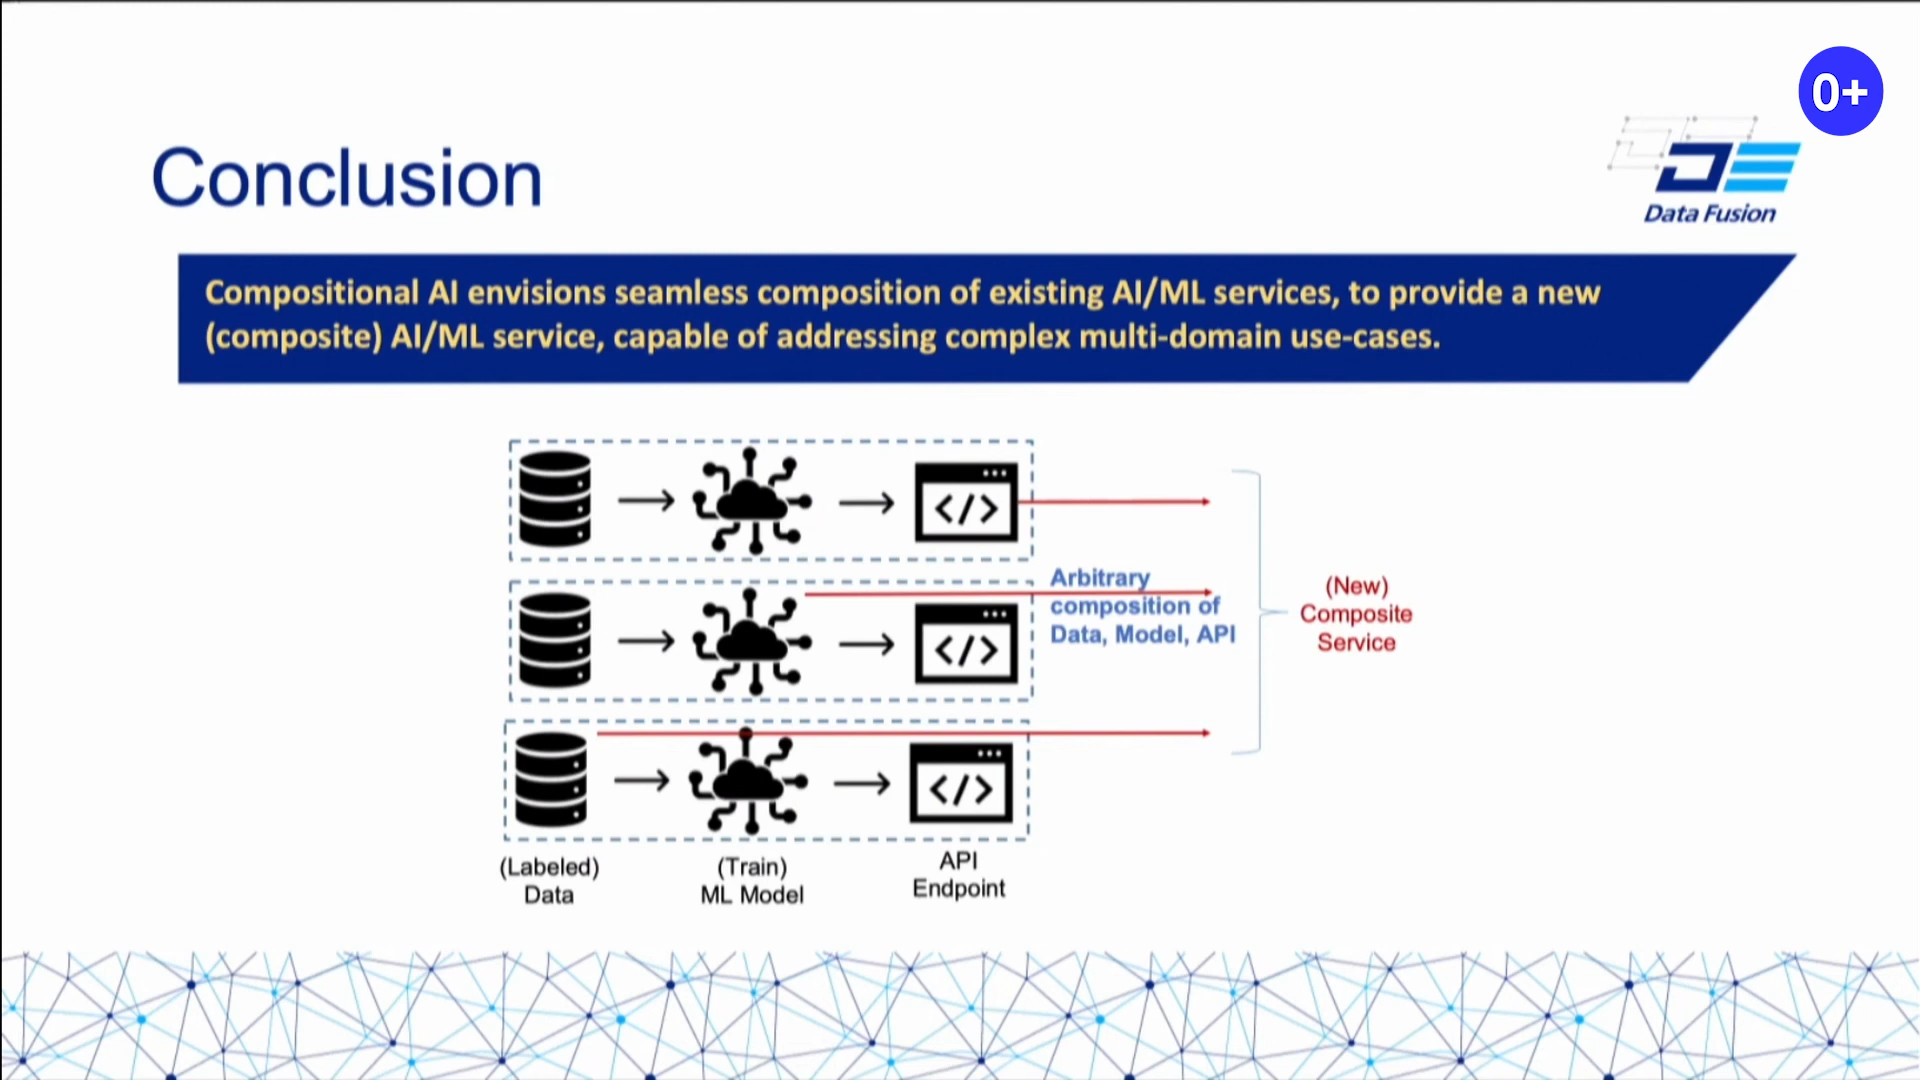 0+
Conclusion
Data Fusion
Compositional AI envisions seamless composition of existing AI/ML services, to provide a new
(composite) AI/ML service, capable of addressing complex multi-domain use-cases.
</>
</>
</>
Arbitrary
composition of
Data, Model, API
(New)
Composite
Service
(Labeled)
Data
(Train)
ML Model
API
Endpoint